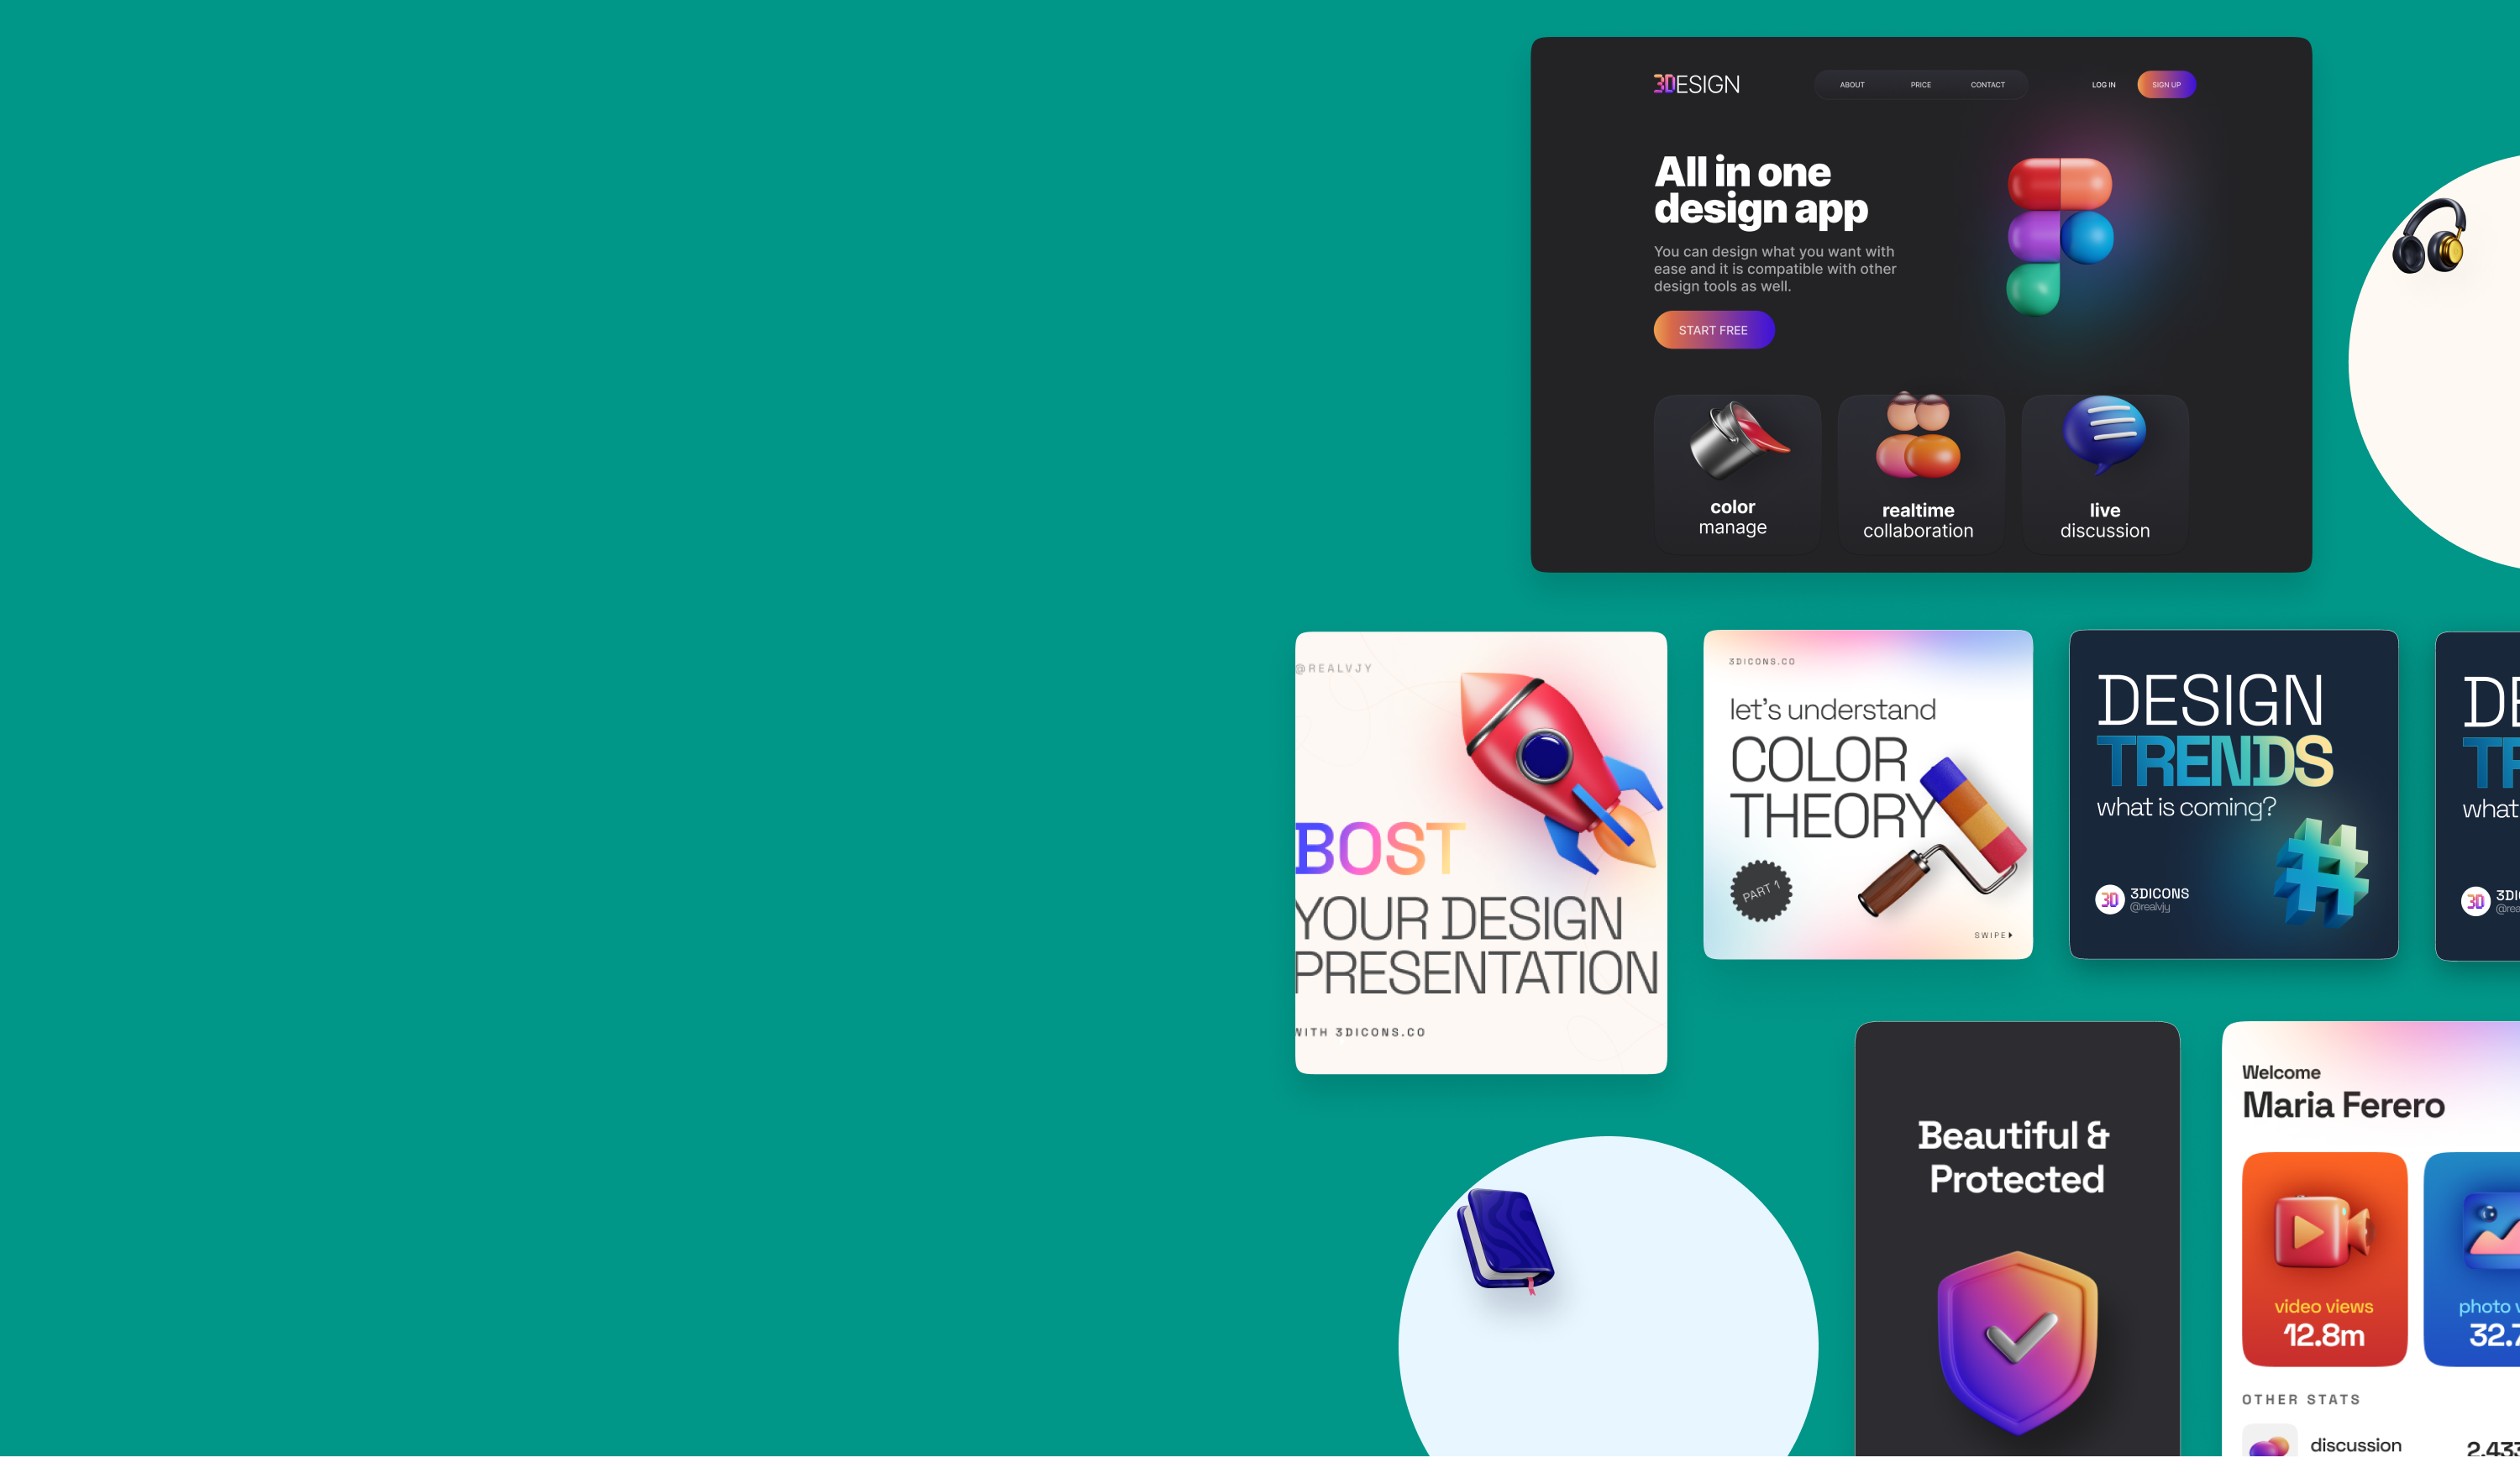 3DESIGN
ABOUT
PRICE
CONTACT
LOG IN
SIGN UP
All in one
design app
You can design what you want with
ease and it is compatible with other
design tools as well.
START FREE
color
manage
realtime
collaboration
live
discussion
@REALVJY
BOST
YOUR DESIGN
PRESENTATION
WITH 3DICONS.CO
3DICONS.CO
let's understand
COLOR
THEORY
PART 1
SWIPE
DESIGN
TRENDS
what is coming?
3D
3DICONS
@realvjy
what
3D
Beautiful &
Protected
Welcome
Maria Ferero
video views
12.8m
photo
OTHER STATS
discussion